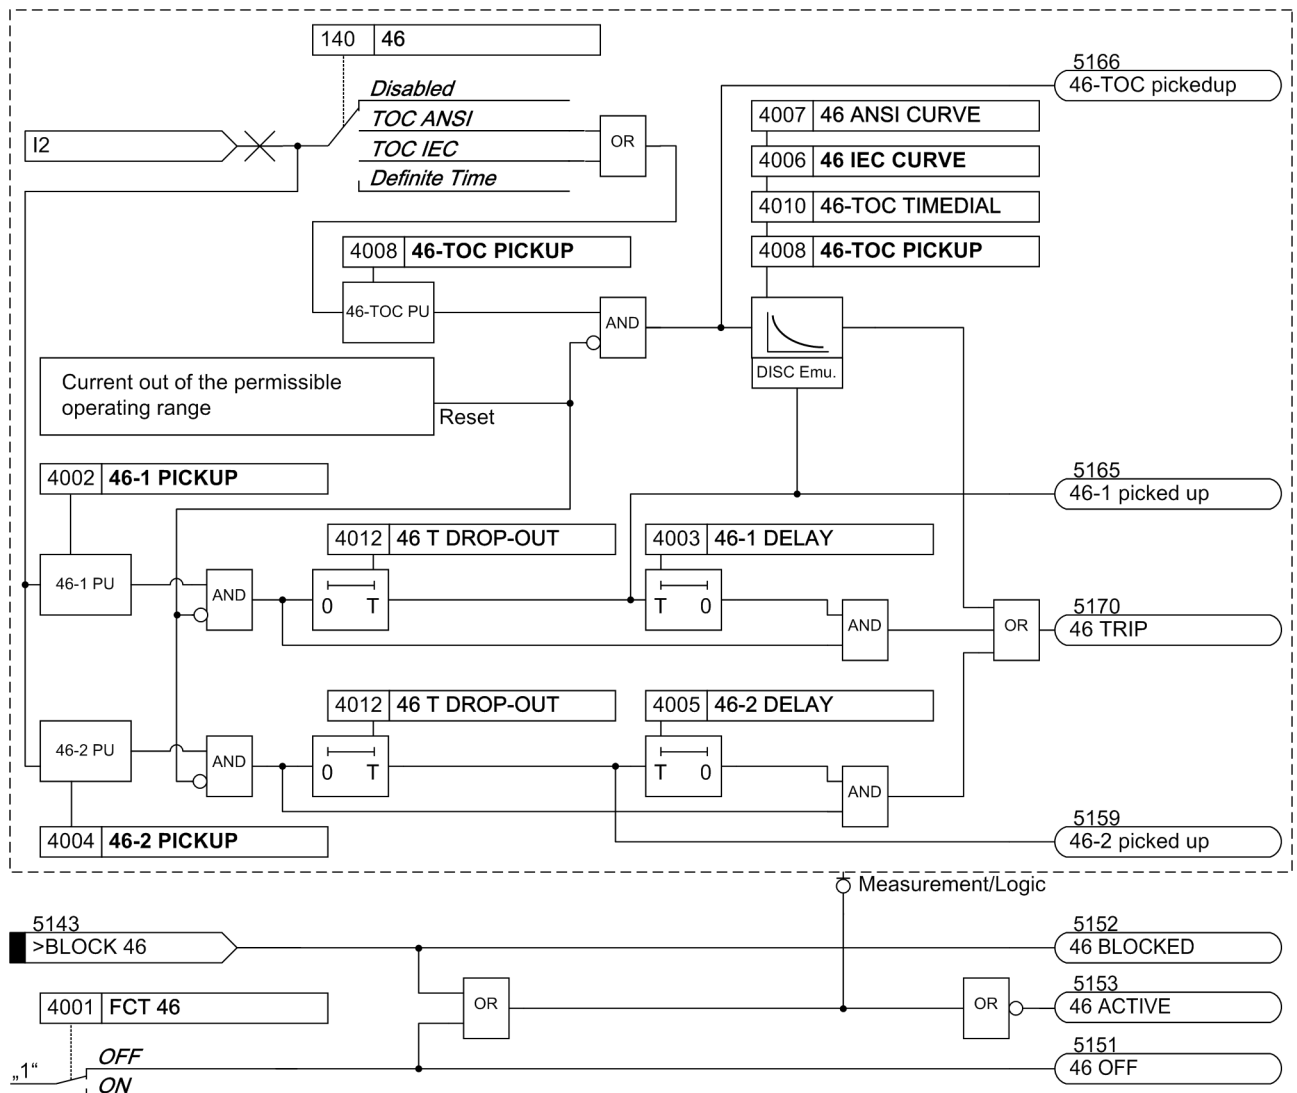 140 46
5166
46-TOC pickedup
Disabled
TOC ANSI
TOC IEC
Definite Time
I2
OR
4007 46 ANSI CURVE
4006 46 IEC CURVE
4010 46-TOC TIMEDIAL
4008 46-TOC PICKUP
4008 46-TOC PICKUP
46-TOC PU
AND
DISC Emu.
Current out of the permissible
operating range
Reset
4002 46-1 PICKUP
5165
46-1 picked up
4012 46 T DROP-OUT
4003 46-1 DELAY
46-1 PU
AND
0 T
T 0
AND
OR
5170
46 TRIP
4012 46 T DROP-OUT
4005 46-2 DELAY
46-2 PU
AND
0 T
T 0
AND
4004 46-2 PICKUP
5159
46-2 picked up
Measurement/Logic
5143
>BLOCK 46
5152
46 BLOCKED
4001 FCT 46
OR
OR
5153
46 ACTIVE
„1“
OFF
ON
5151
46 OFF